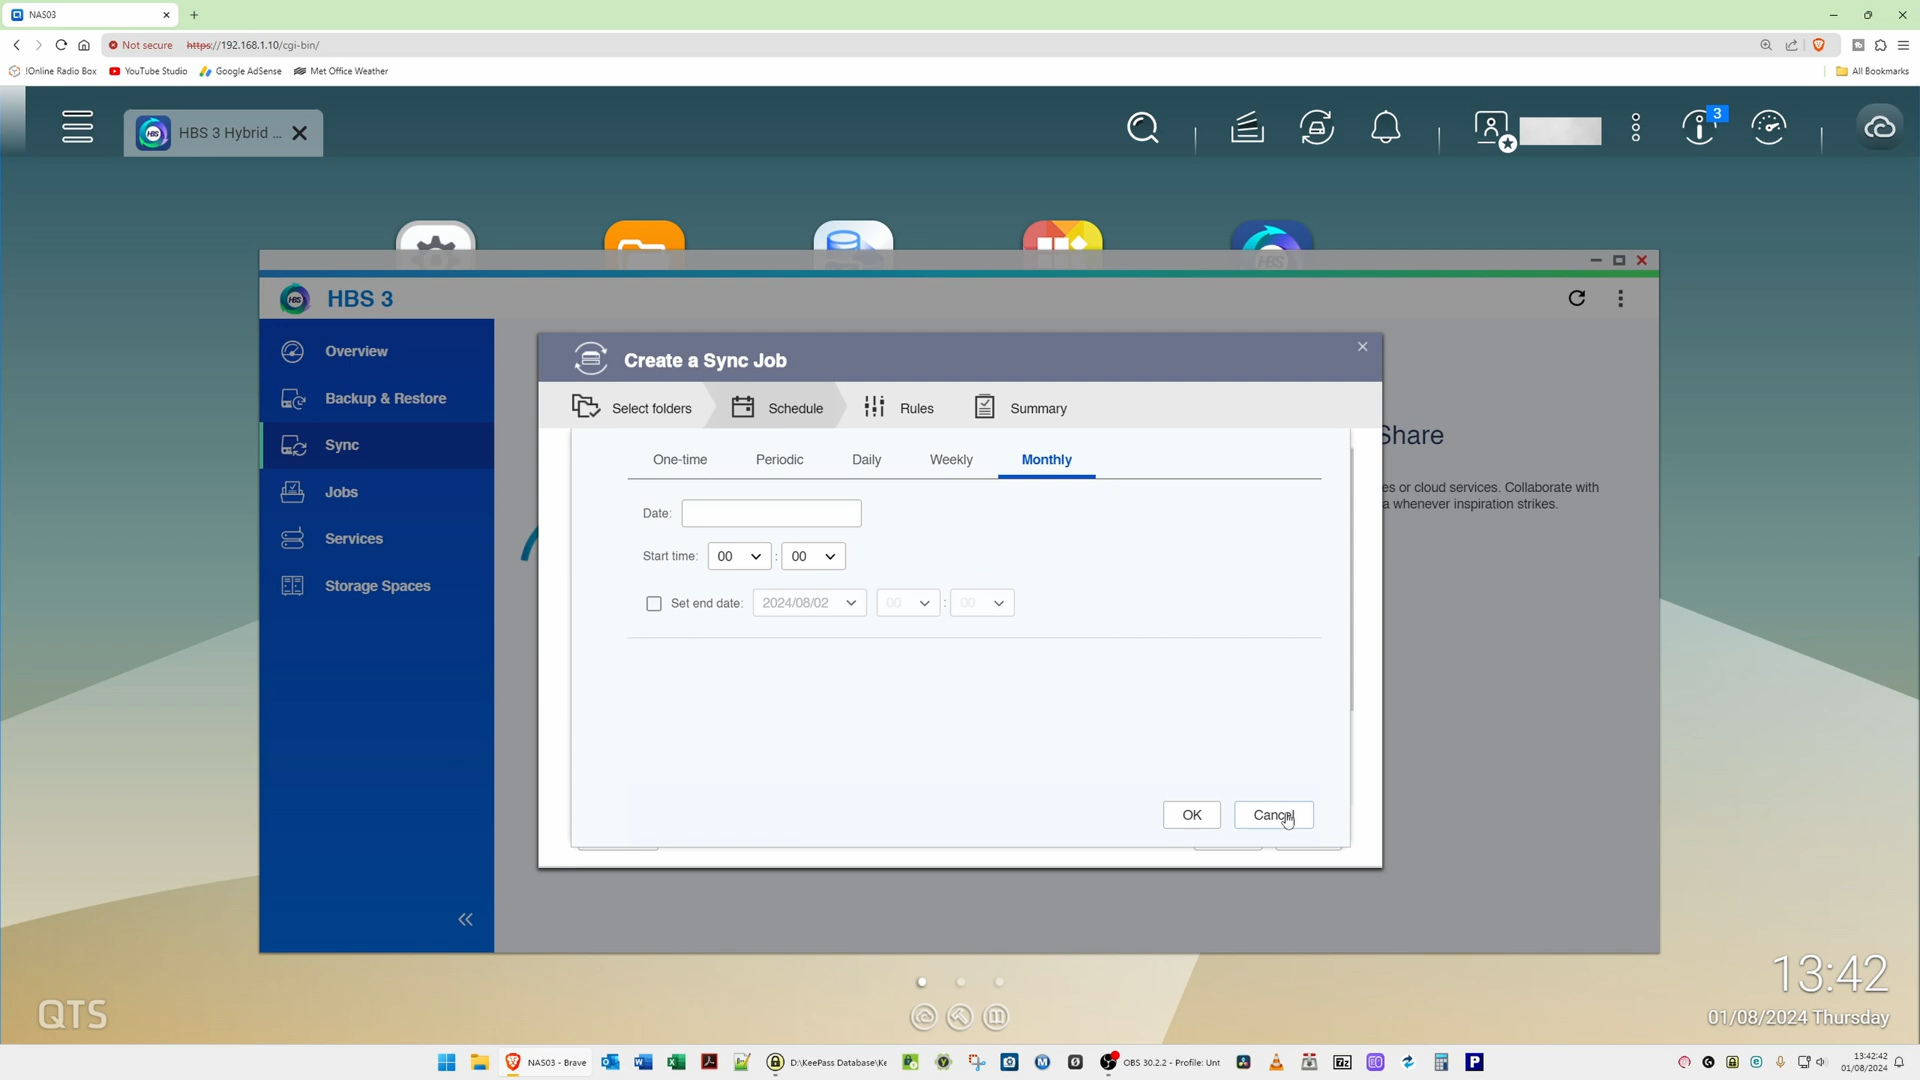 NAS03
Not secure https://192.168.1.10/cgi-bin/
!Online Radio Box YouTube Studio Google AdSense Met Office Weather All Bookmarks
HBS 3 Hybrid ...
3
HBS
HBS HBS 3
Overview
Backup & Restore
Sync
Jobs
Services
Storage Spaces
Create a Sync Job
Select folders Schedule Rules Summary
Share
es or cloud services. Collaborate with
a whenever inspiration strikes.
One-time Periodic Daily Weekly Monthly
Date:
Start time: 00 : 00
Set end date: 2024/08/02 00 : 00
OK Cancel
13:42
01/08/2024 Thursday
QTS
NAS03 - Brave D:\KeePass Database\Ke OBS 30.2.2 - Profile: Unt
13:42:42
01/08/2024